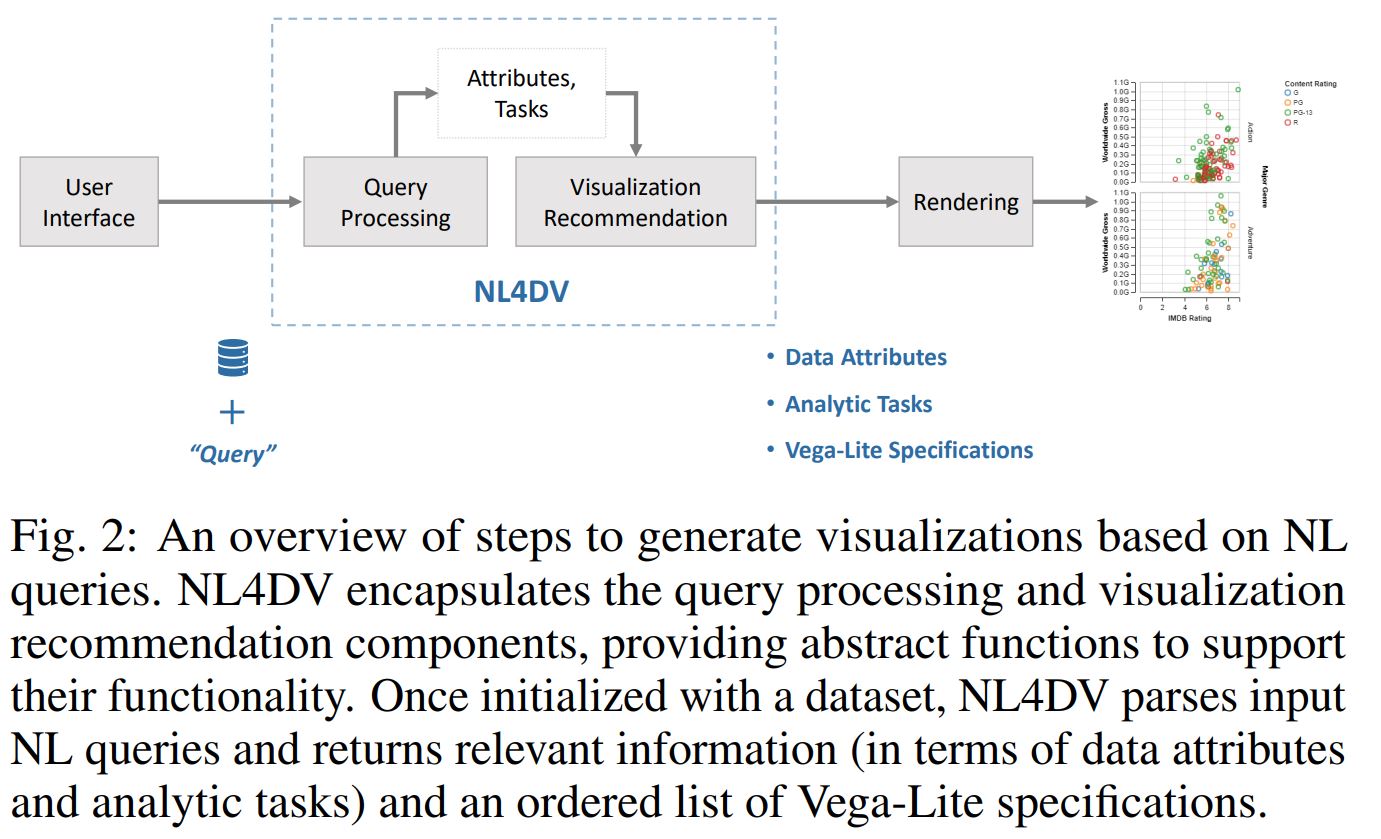 Attributes,
Tasks
User
Interface
Query
Processing
Visualization
Recommendation
Rendering
NL4DV
“Query”
• Data Attributes
• Analytic Tasks
• Vega-Lite Specifications
Worldwide Gross
1.1G
1.0G
0.9G
0.8G
0.7G
0.6G
0.5G
0.4G
0.3G
0.2G
0.1G
0.0G
Action
Worldwide Gross
1.1G
1.0G
0.9G
0.8G
0.7G
0.6G
0.5G
0.4G
0.3G
0.2G
0.1G
0.0G
Adventure
Major Genre
0 2 4 6 8
IMDB Rating
Content Rating
G
PG
PG-13
R
Fig. 2: An overview of steps to generate visualizations based on NL
queries. NL4DV encapsulates the query processing and visualization
recommendation components, providing abstract functions to support
their functionality. Once initialized with a dataset, NL4DV parses input
NL queries and returns relevant information (in terms of data attributes
and analytic tasks) and an ordered list of Vega-Lite specifications.